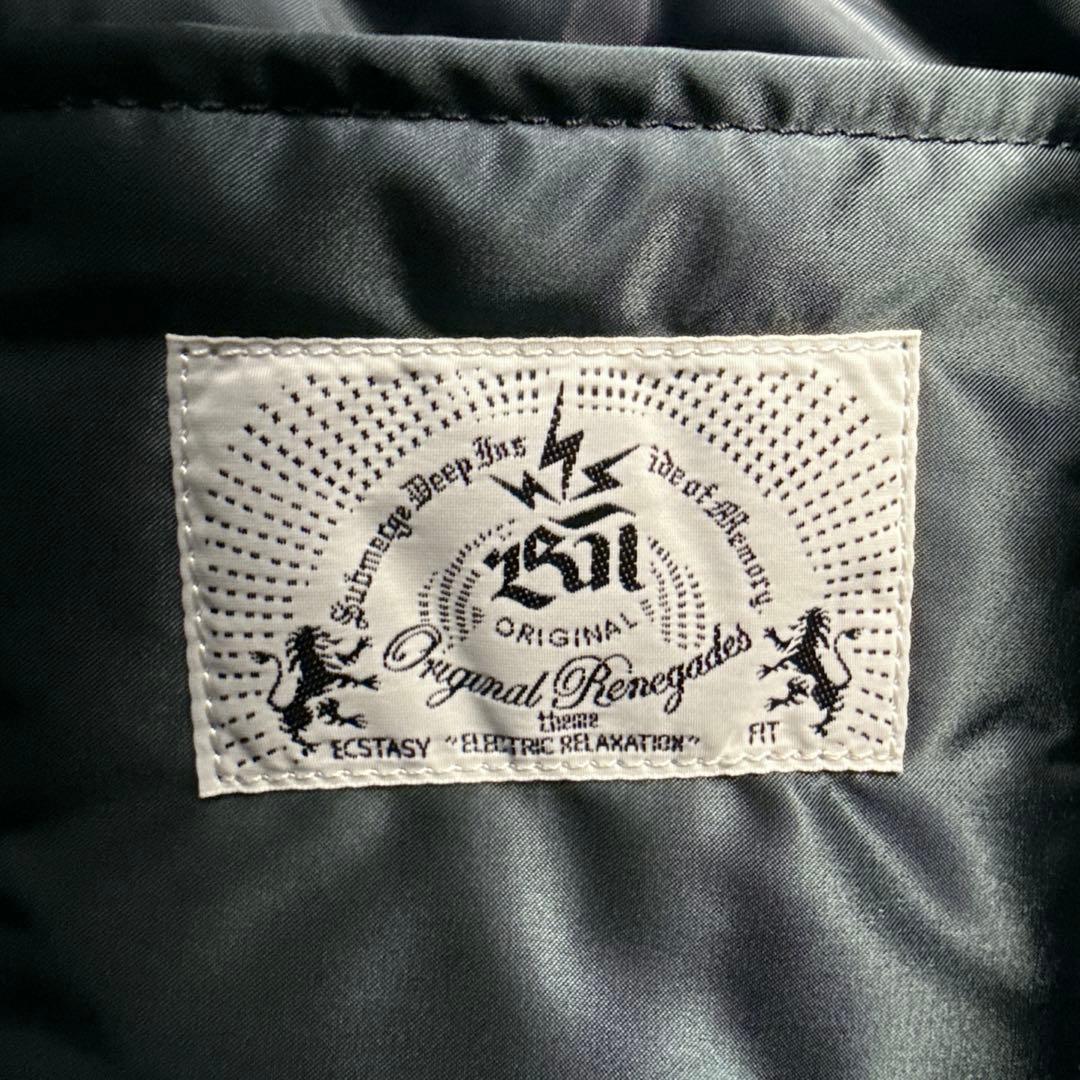 Submerge Deep Ins ide of Memory.
ORIGINAL
Original Renegades
theme
ECSTASY "ELECTRIC RELAXATION" FIT